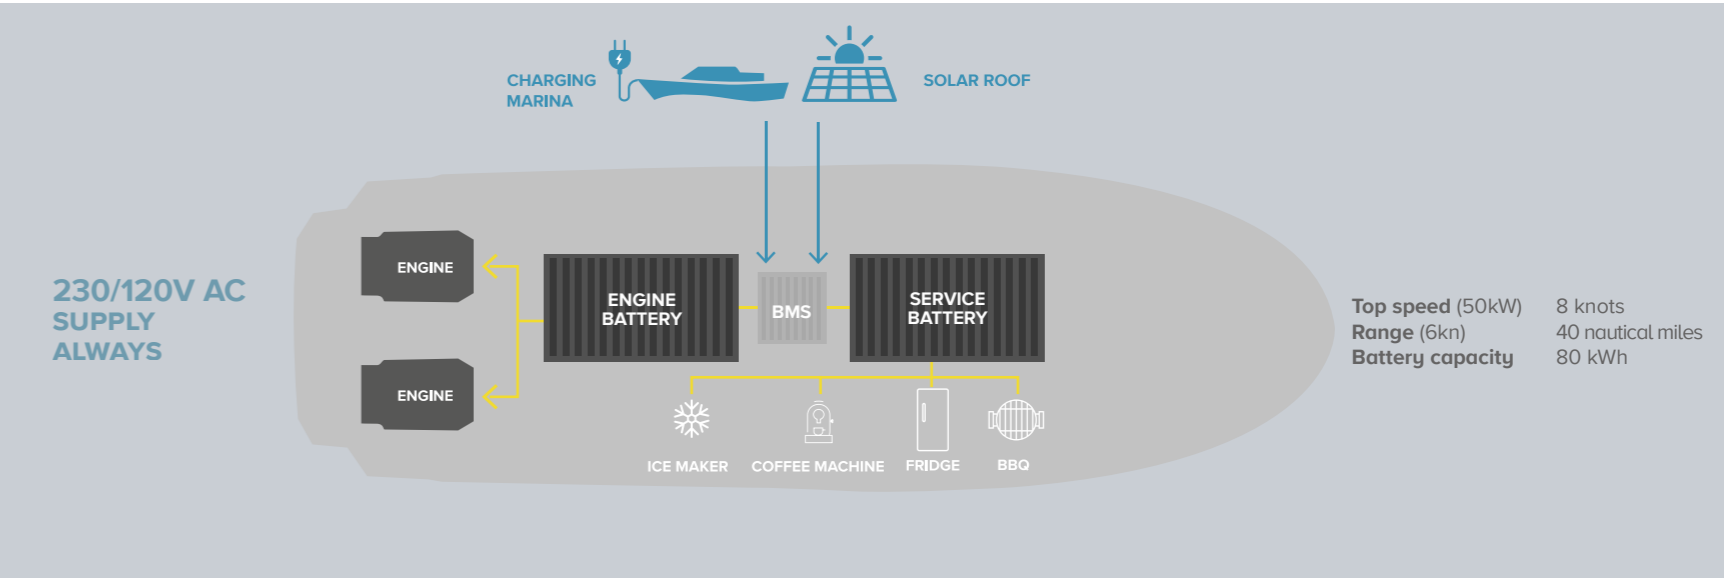 CHARGING
MARINA
SOLAR ROOF
230/120V AC
SUPPLY
ALWAYS
ENGINE
ENGINE
ENGINE
BATTERY
BMS
SERVICE
BATTERY
ICE MAKER
COFFEE MACHINE
FRIDGE
BBQ
Top speed (50kW) 8 knots
Range (6kn) 40 nautical miles
Battery capacity 80 kWh